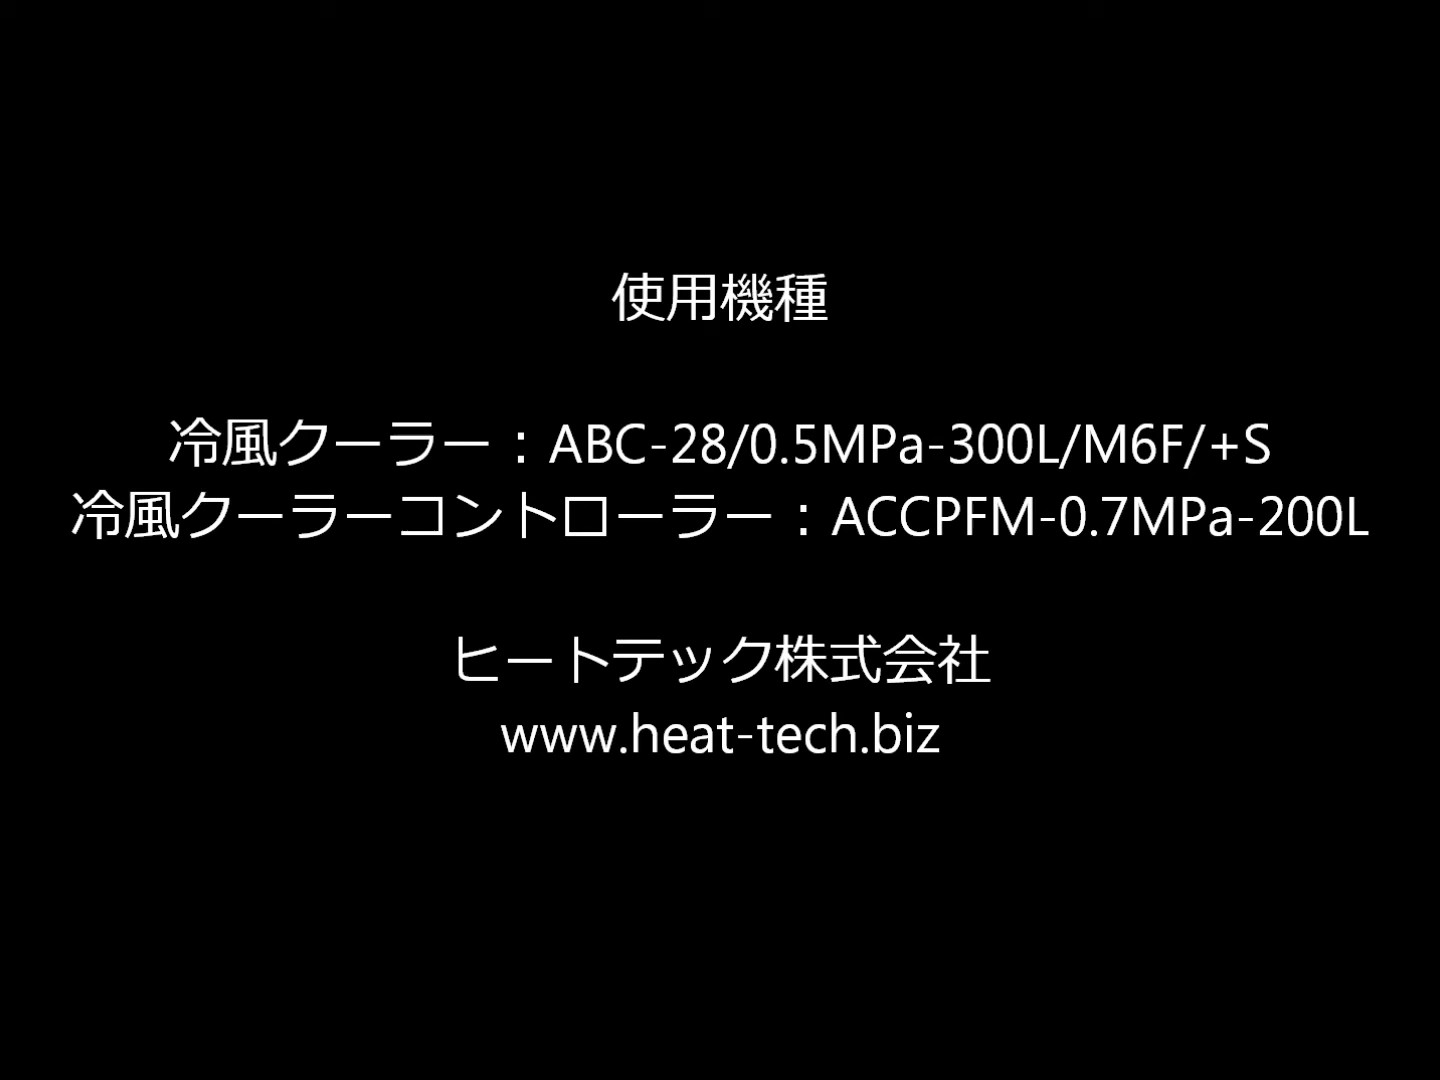 使用機種
冷風クーラー：ABC-28/0.5MPa-300L/M6F/+S
冷風クーラーコントローラー：ACCPFM-0.7MPa-200L
ヒートテック株式会社
www.heat-tech.biz